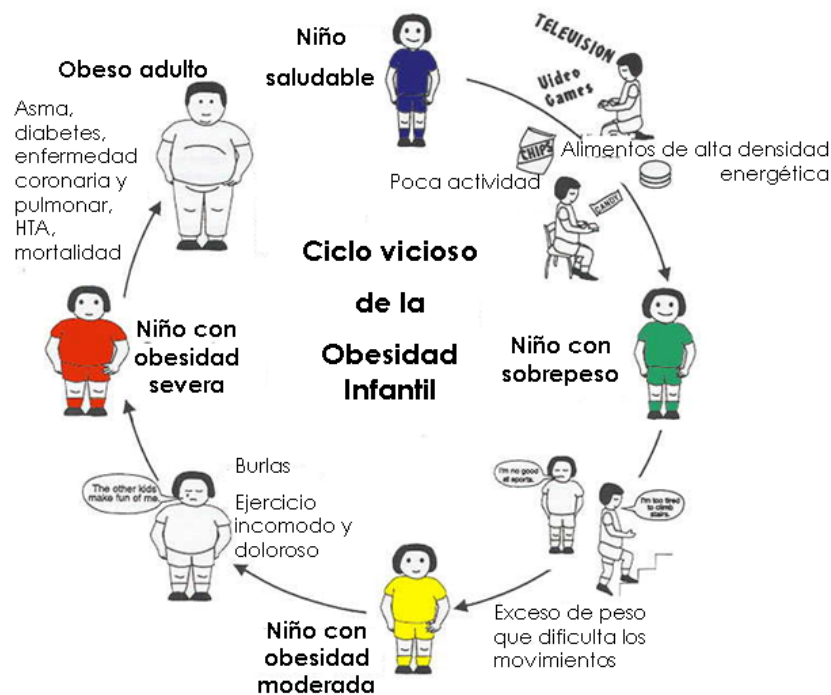 Niño
saludable
TELEVISION
Video
Games
CHIPS
Alimentos de alta densidad
energética
Poca actividad
CANDY
Niño con
sobrepeso
I'm no good
at sports.
I'm too tired
to climb
stairs.
Exceso de peso
que dificulta los
movimientos
Niño con
obesidad
moderada
Burlas
Ejercicio
incomodo y
doloroso
The other kids
make fun of me.
Niño con
obesidad
severa
Obeso adulto
Asma,
diabetes,
enfermedad
coronaria y
pulmonar,
HTA,
mortalidad
Ciclo vicioso
de la
Obesidad
Infantil